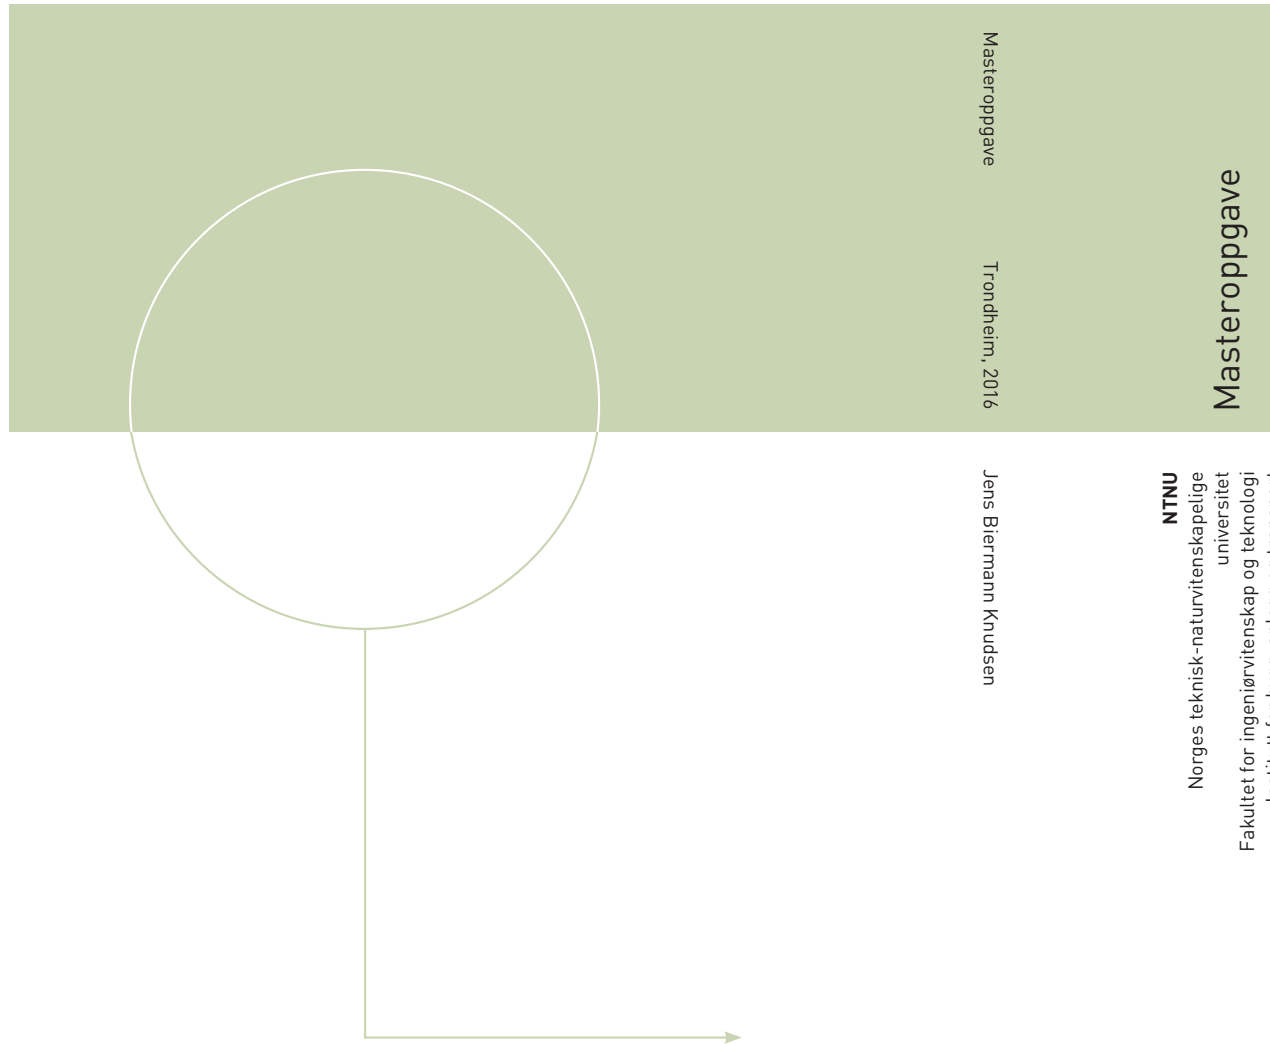 Masteroppgave
Trondheim, 2016
Jens Biermann Knudsen
Masteroppgave
NTNU
Norges teknisk-naturvitenskapelige
universitet
Fakultet for ingeniørvitenskap og teknologi